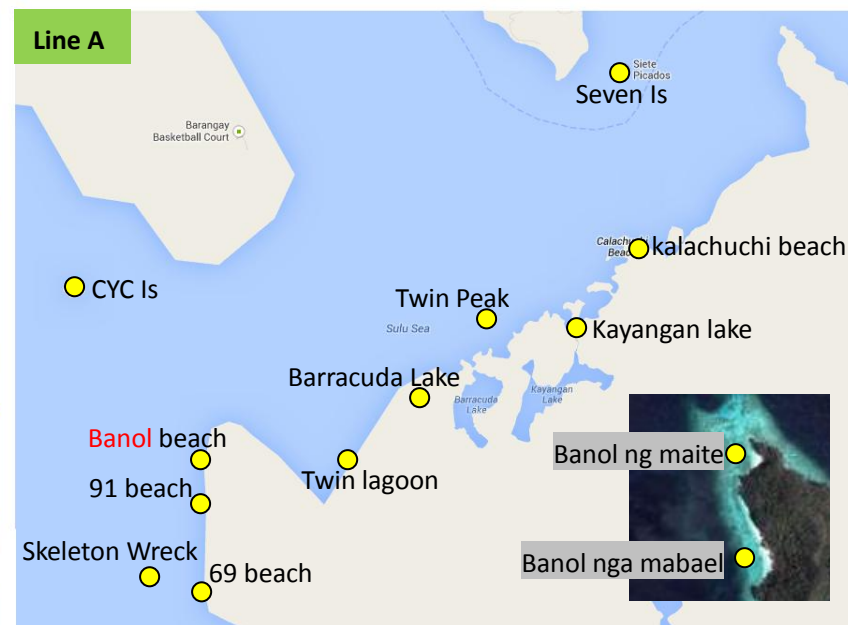 Line A
Siete
Picados
Seven Is
Barangay
Basketball Court
Calachuchi
Beach
kalachuchi beach
CYC Is
Twin Peak
Sulu Sea
Kayangan lake
Barracuda Lake
Barracuda
Lake
Kayangan
Lake
Banol beach
Banol ng maite
91 beach
Twin lagoon
Skeleton Wreck
69 beach
Banol nga mabael